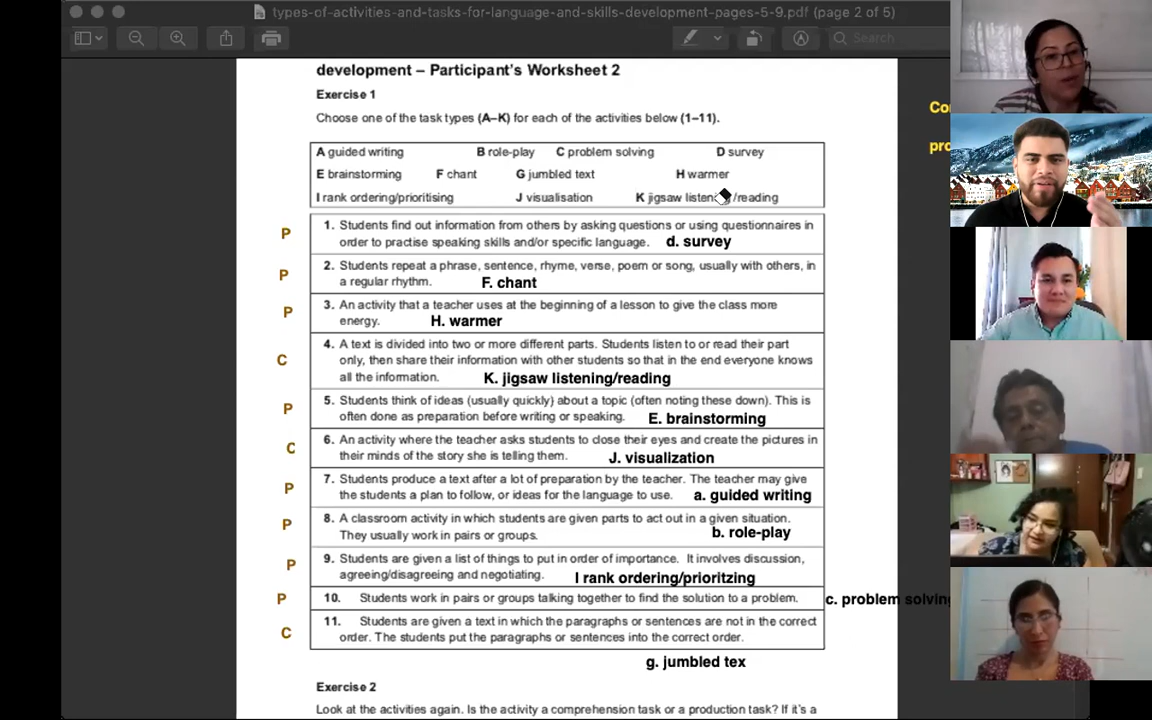 types-of-activities-and-tasks-for-language-and-skills-development-pages-5-9.pdf (page 2 of 5)
Search
development – Participant's Worksheet 2
Exercise 1
Choose one of the task types (A–K) for each of the activities below (1–11).
A guided writing B role-play C problem solving D survey
E brainstorming F chant G jumbled text H warmer
I rank ordering/prioritising J visualisation K jigsaw listening/reading
P 1. Students find out information from others by asking questions or using questionnaires in
order to practise speaking skills and/or specific language. d. survey
P 2. Students repeat a phrase, sentence, rhyme, verse, poem or song, usually with others, in
a regular rhythm. F. chant
P 3. An activity that a teacher uses at the beginning of a lesson to give the class more
energy. H. warmer
C 4. A text is divided into two or more different parts. Students listen to or read their part
only, then share their information with other students so that in the end everyone knows
all the information. K. jigsaw listening/reading
P 5. Students think of ideas (usually quickly) about a topic (often noting these down). This is
often done as preparation before writing or speaking. E. brainstorming
C 6. An activity where the teacher asks students to close their eyes and create the pictures in
their minds of the story she is telling them. J. visualization
P 7. Students produce a text after a lot of preparation by the teacher. The teacher may give
the students a plan to follow, or ideas for the language to use. a. guided writing
P 8. A classroom activity in which students are given parts to act out in a given situation.
They usually work in pairs or groups. b. role-play
P 9. Students are given a list of things to put in order of importance. It involves discussion,
agreeing/disagreeing and negotiating. I rank ordering/prioritzing
P 10. Students work in pairs or groups talking together to find the solution to a problem. c. problem solving
C 11. Students are given a text in which the paragraphs or sentences are not in the correct
order. The students put the paragraphs or sentences into the correct order.
g. jumbled tex
Exercise 2
Look at the activities again. Is the activity a comprehension task or a production task? If it's a